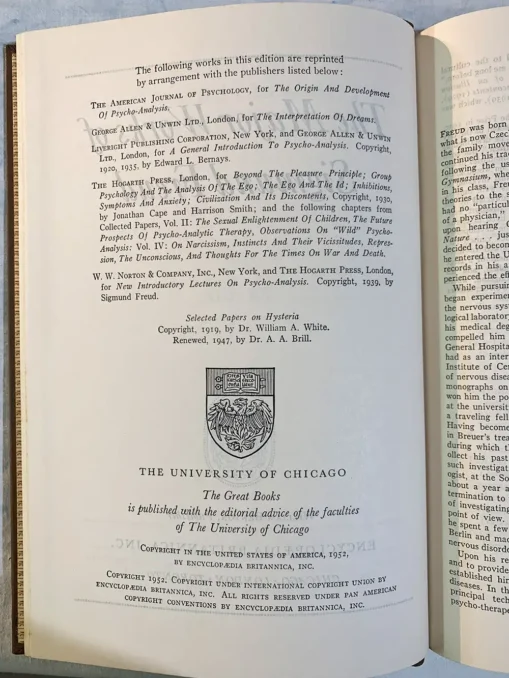 The following works in this edition are reprinted
by arrangement with the publishers listed below:
THE AMERICAN JOURNAL OF PSYCHOLOGY, for The Origin And Development
Of Psycho-Analysis.
GEORGE ALLEN & UNWIN LTD., London, for The Interpretation Of Dreams.
LIVERIGHT PUBLISHING CORPORATION, New York, and GEORGE ALLEN & UNWIN
LTD., London, for A General Introduction To Psycho-Analysis. Copyright,
1920, 1935, by Edward L. Bernays.
THE HOGARTH PRESS, London, for Beyond The Pleasure Principle; Group
Psychology And The Analysis Of The Ego; The Ego And The Id; Inhibitions,
Symptoms And Anxiety; Civilization And Its Discontents, Copyright, 1930,
by Jonathan Cape and Harrison Smith; and the following chapters from
Collected Papers, Vol. II: The Sexual Enlightenment Of Children, The Future
Prospects Of Psycho-Analytic Therapy, Observations On "Wild" Psycho-
Analysis: Vol. IV: On Narcissism, Instincts And Their Vicissitudes, Repres-
sion, The Unconscious, And Thoughts For The Times On War And Death.
W. W. NORTON & COMPANY, INC., New York, and THE HOGARTH PRESS, London,
for New Introductory Lectures On Psycho-Analysis. Copyright, 1939, by
Sigmund Freud.
Selected Papers on Hysteria
Copyright, 1919, by Dr. William A. White.
Renewed, 1947, by Dr. A. A. Brill.
THE UNIVERSITY OF CHICAGO
The Great Books
is published with the editorial advice of the faculties
of The University of Chicago
COPYRIGHT IN THE UNITED STATES OF AMERICA, 1952,
BY ENCYCLOPÆDIA BRITANNICA, INC.
COPYRIGHT 1952. COPYRIGHT UNDER INTERNATIONAL COPYRIGHT UNION BY
ENCYCLOPÆDIA BRITANNICA, INC. ALL RIGHTS RESERVED UNDER PAN AMERICAN
COPYRIGHT CONVENTIONS BY ENCYCLOPÆDIA BRITANNICA, INC.
FREUD was born
what is now Czec
the family move
continued his tra
following the us
Gymnasium, whe
in his class, Freu
theories to the s
had no "particul
of a physician,"
upon hearing
Nature . . . jus
decided to becom
he entered the U
records in his a
perienced the eff
While pursuin
began experimen
the nervous syst
logical laborator
his medical deg
compelled him
General Hospita
had as an inter
Institute of Cer
of nervous disea
monographs on
won him the po
at the universit
a traveling fell
Having become
in Breuer's trea
during which t
ollect his past
such investigat
ogist, at the So
about a year a
termination to
of investigating
point of view,
he spent a few
Berlin and mad
nervous disorde
Upon his re
and to provide
established him
diseases. In the
principal tech
psycho-therape